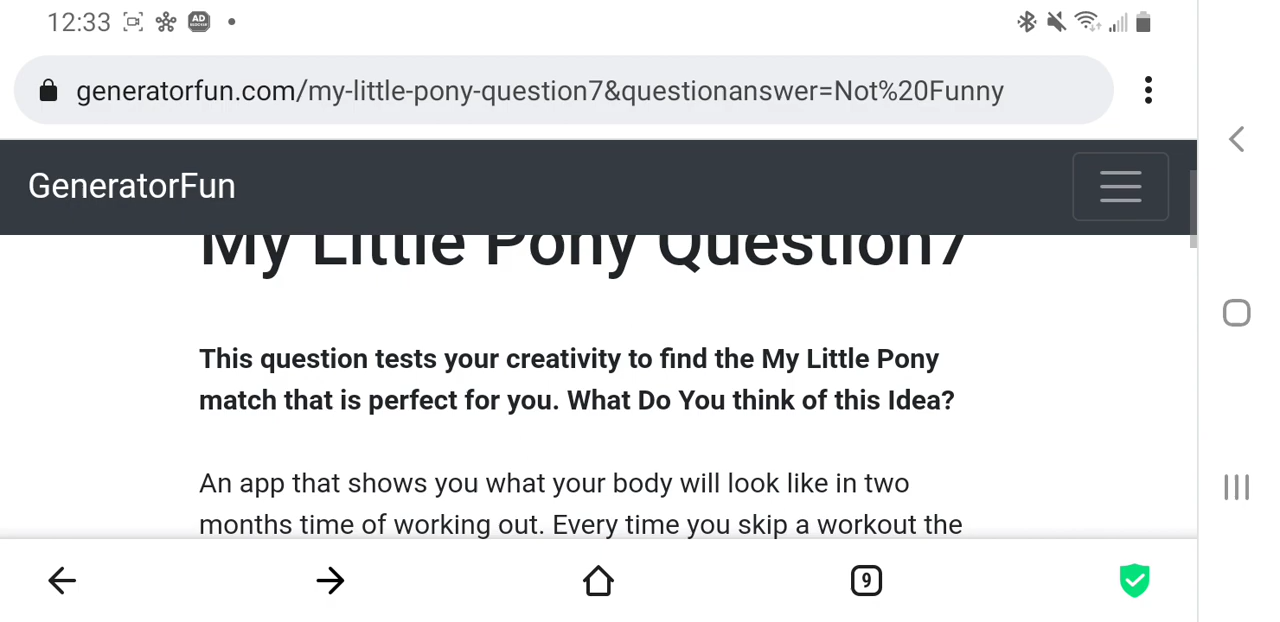 12:33
AD
generatorfun.com/my-little-pony-question7&questionanswer=Not%20Funny
GeneratorFun
My Little Pony Question7
This question tests your creativity to find the My Little Pony
match that is perfect for you. What Do You think of this Idea?
An app that shows you what your body will look like in two
months time of working out. Every time you skip a workout the
9